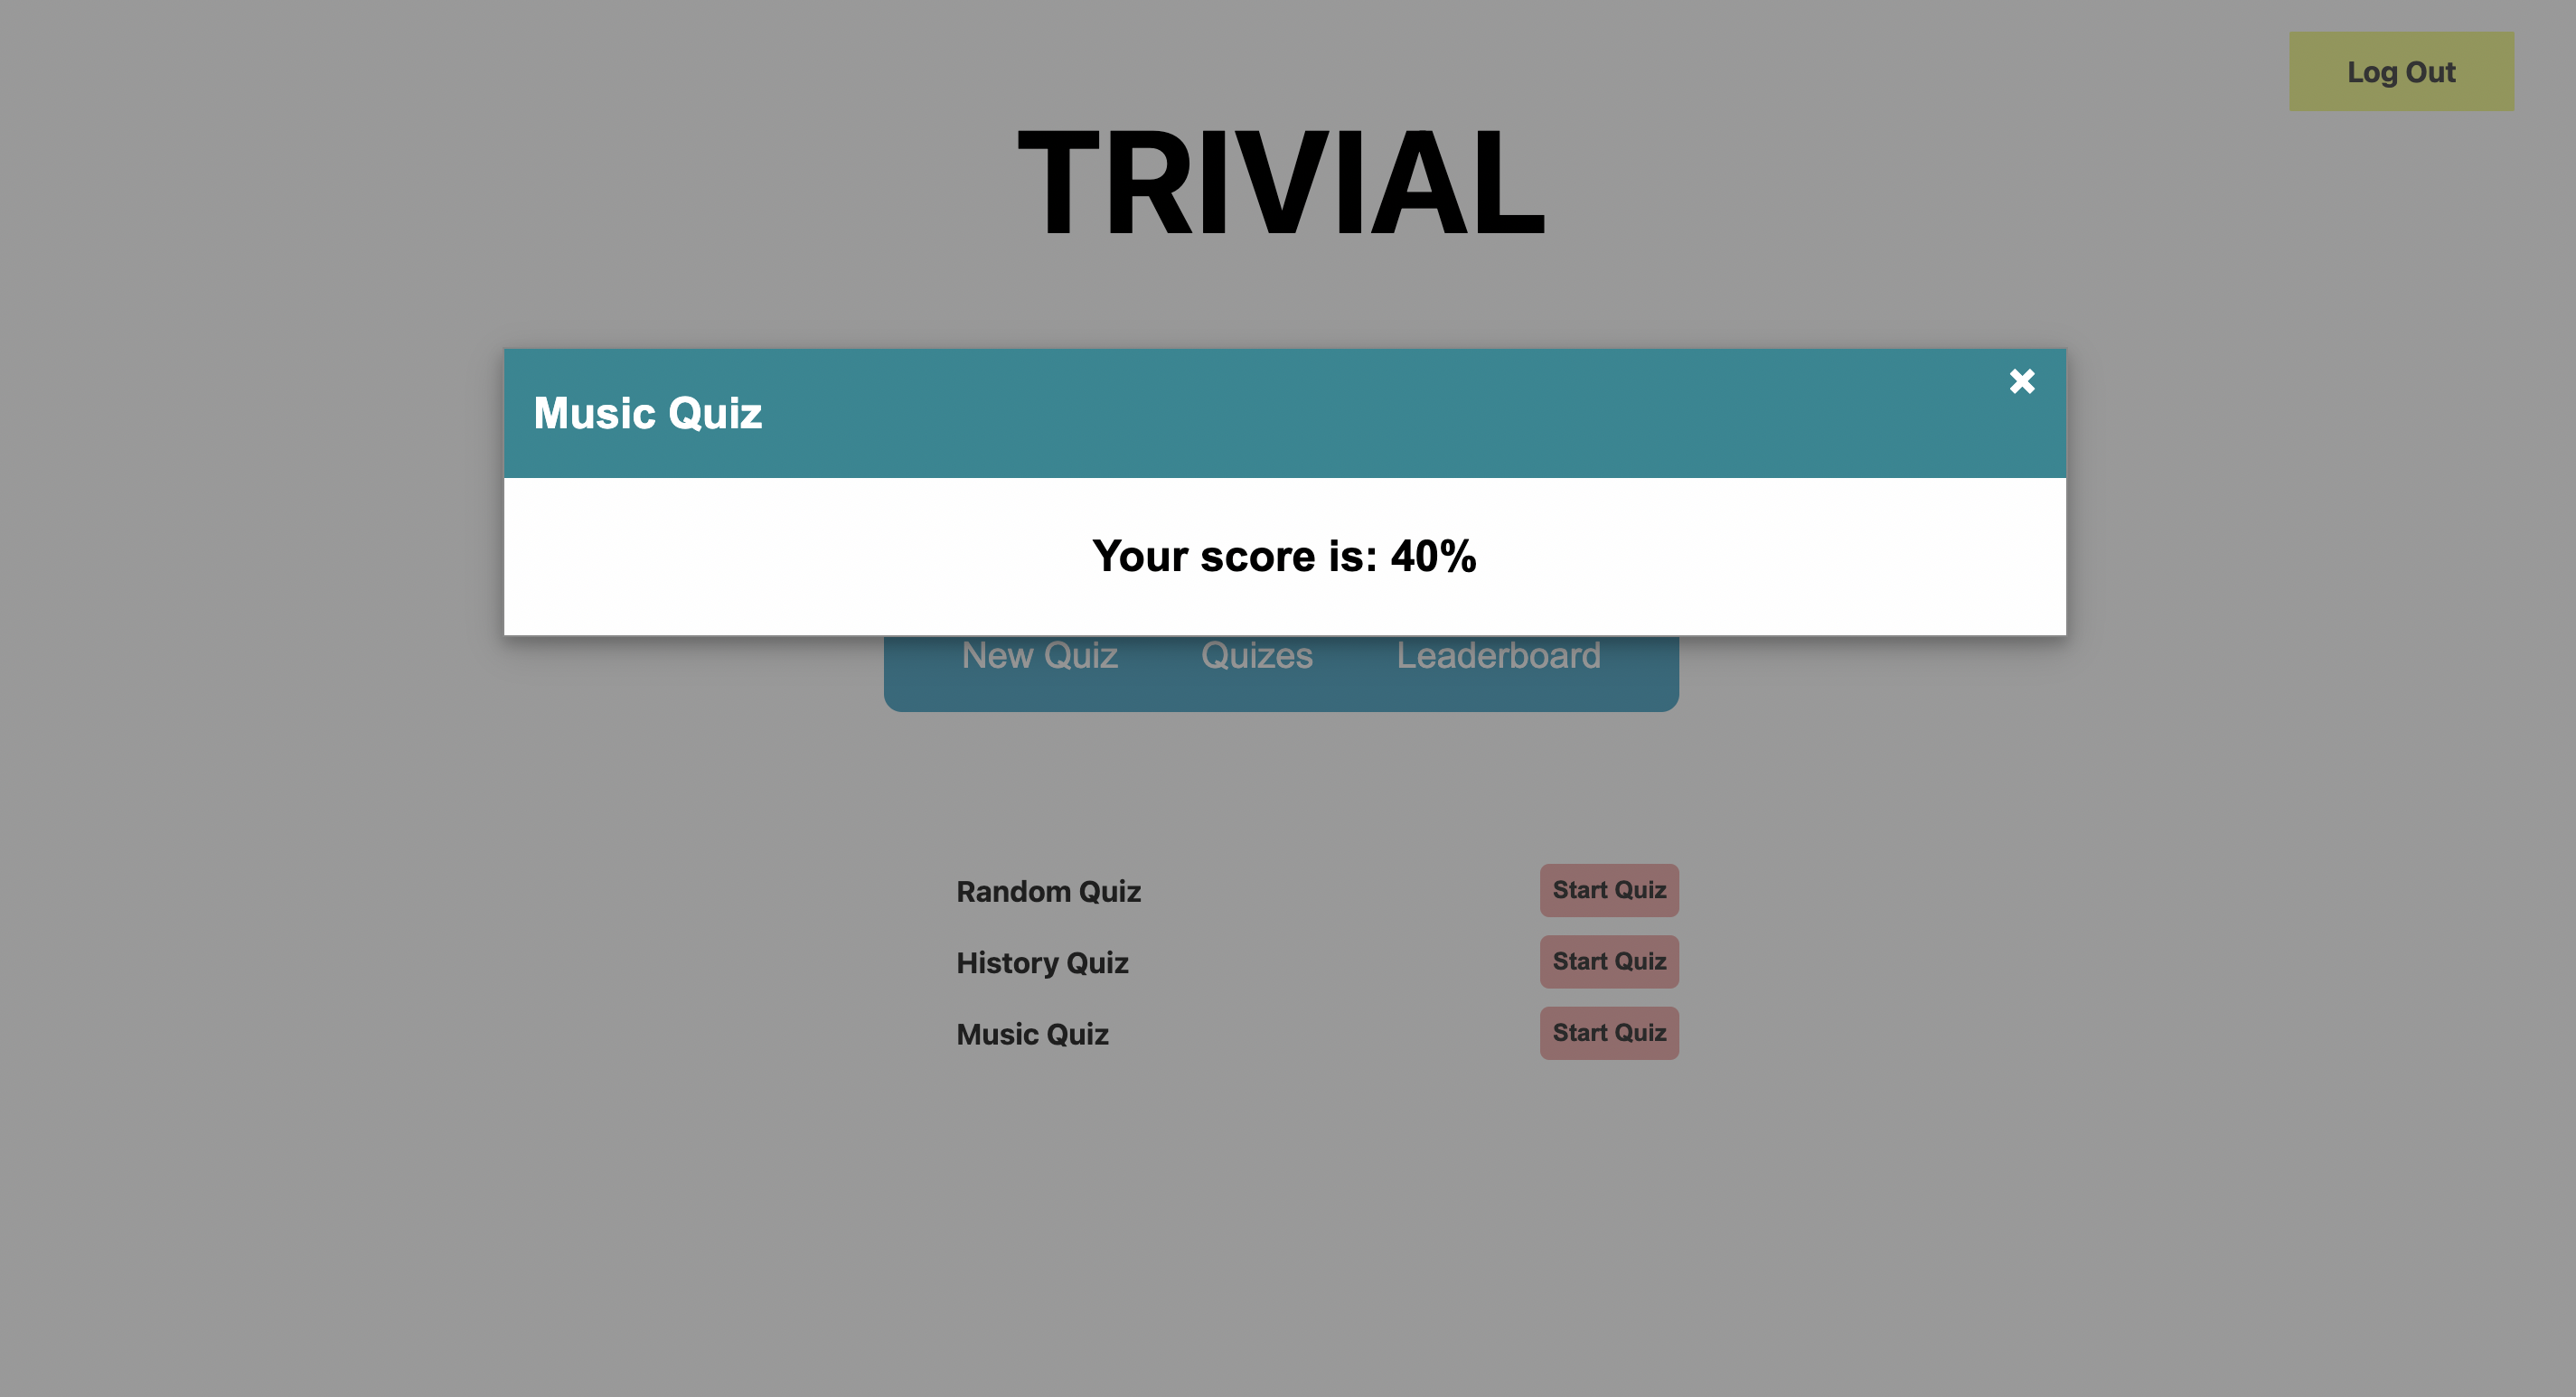 Log Out
TRIVIAL
Music Quiz
Your score is: 40%
New Quiz Quizes Leaderboard
Random Quiz Start Quiz
History Quiz Start Quiz
Music Quiz Start Quiz